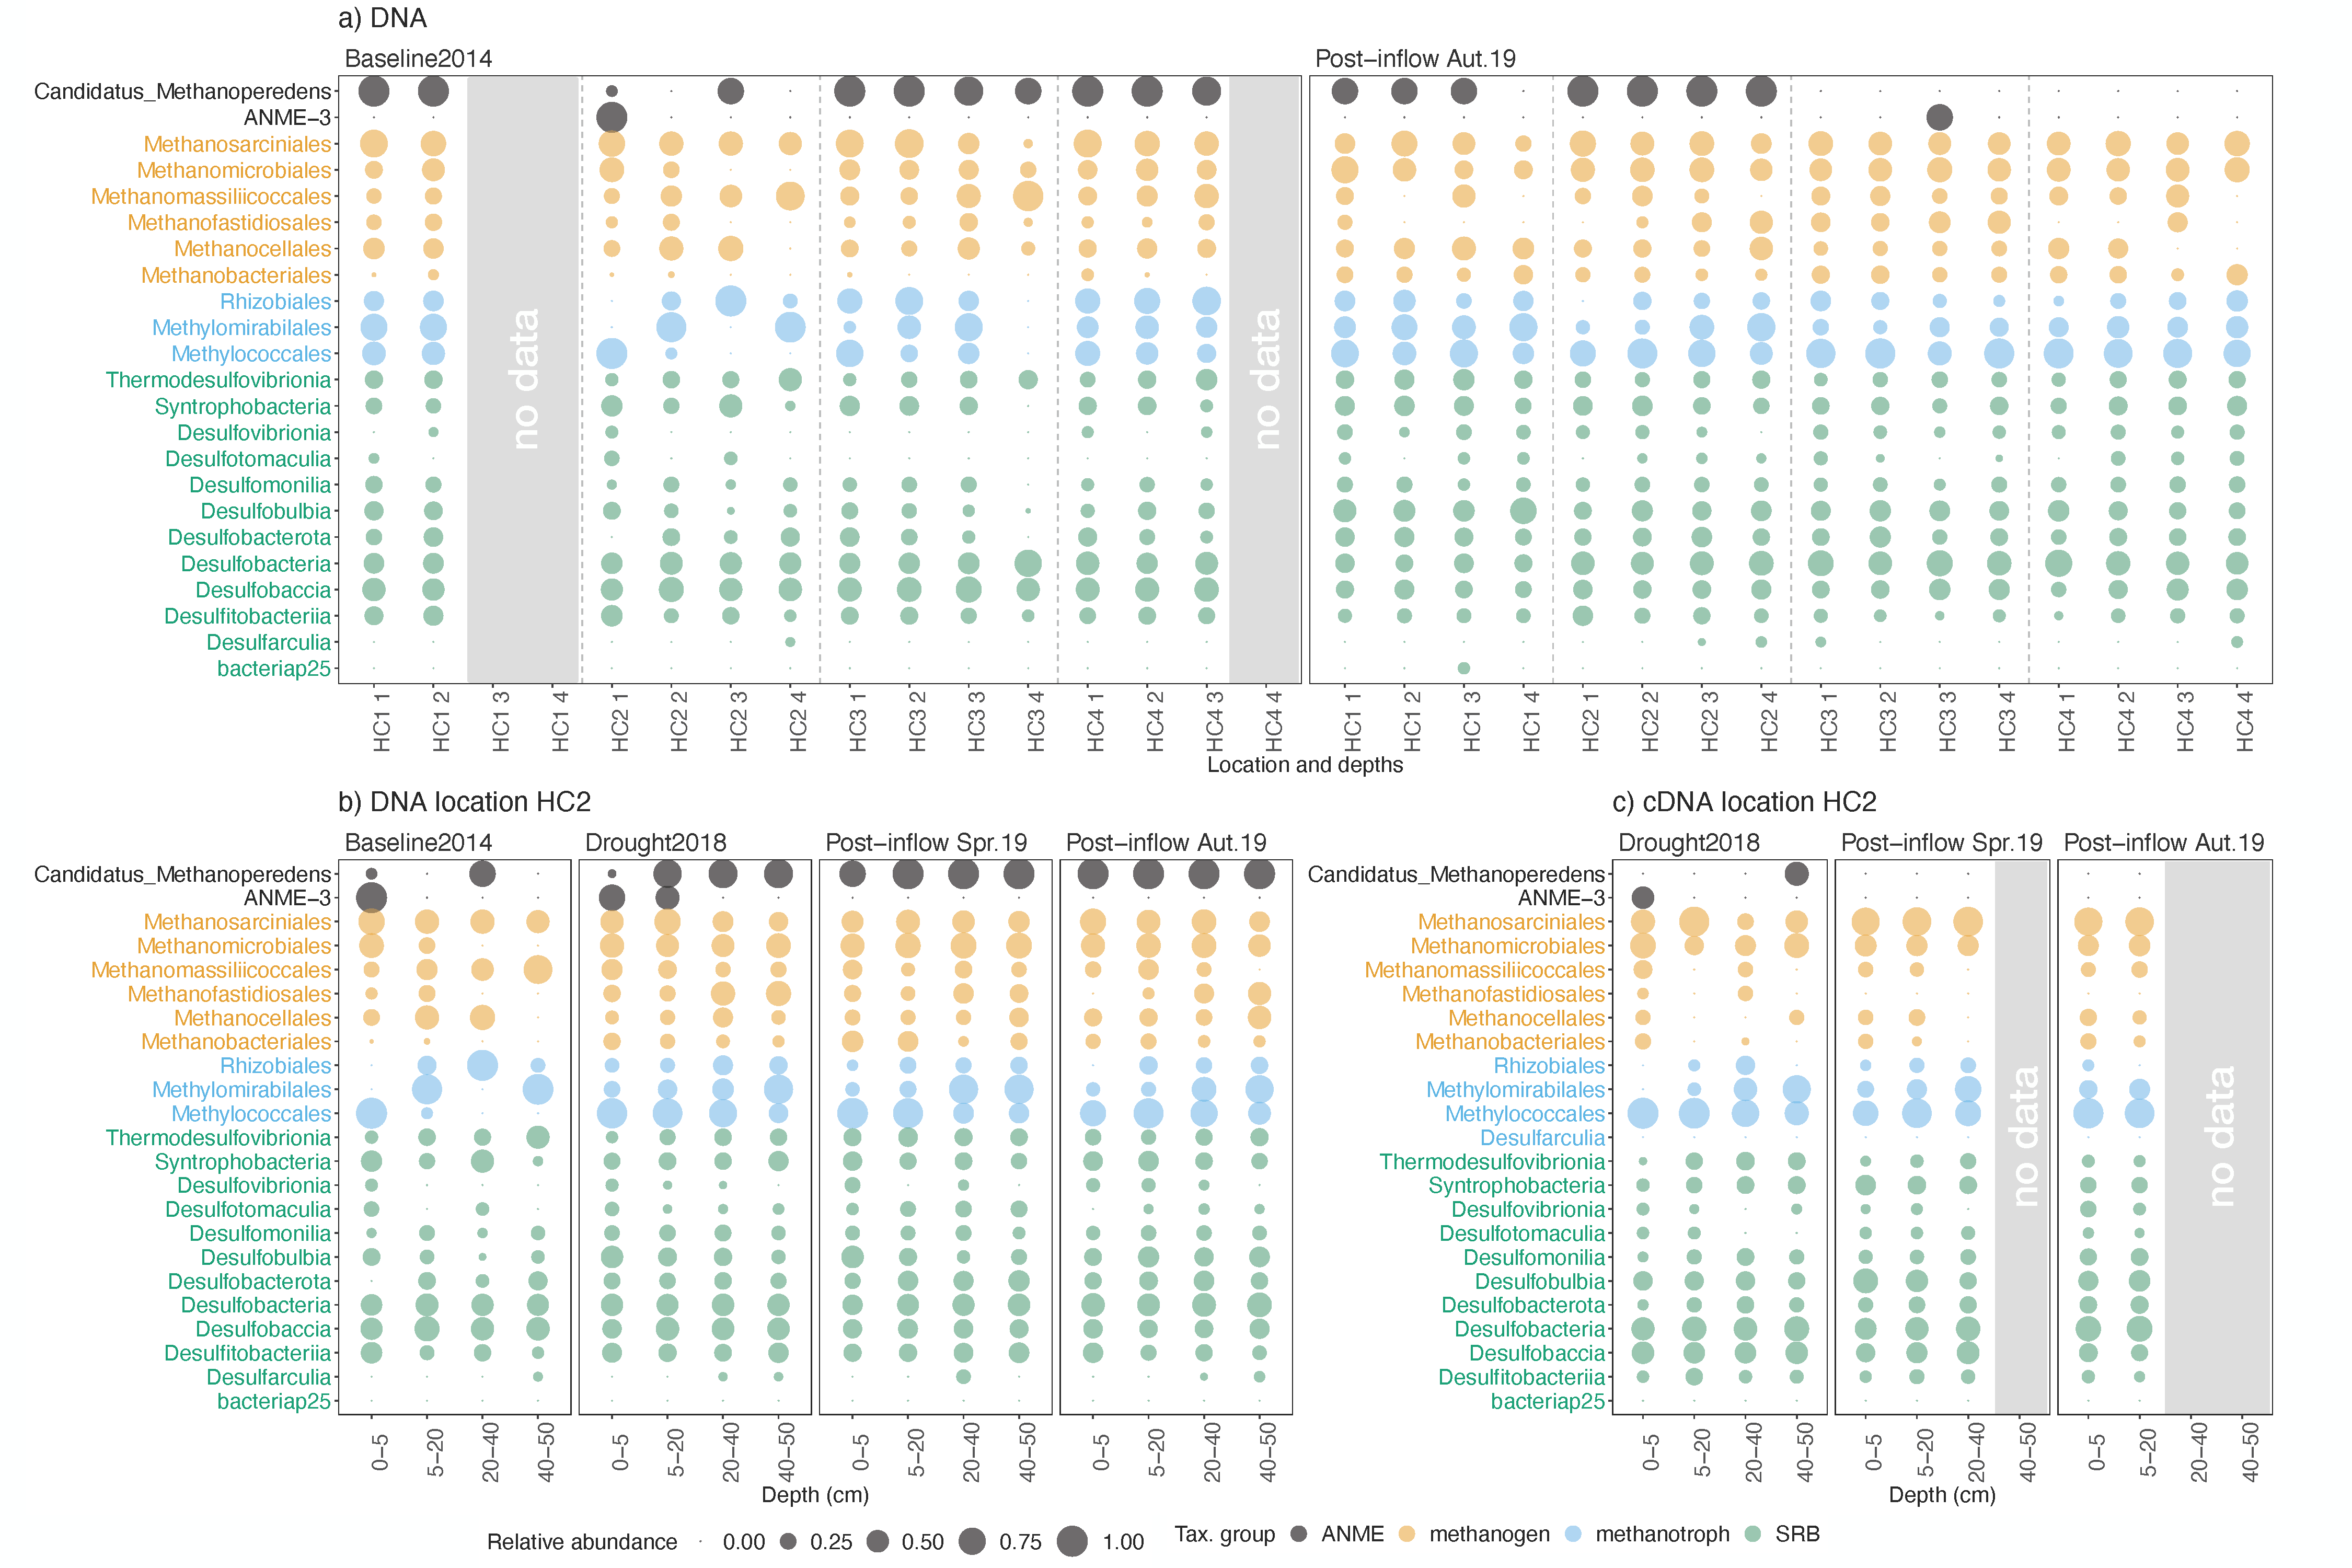 a) DNA
Baseline2014
Post-inflow Aut.19
Candidatus_Methanoperedens
ANME-3
Methanosarciniales
Methanomicrobiales
Methanomassiliicoccales
Methanofastidiosales
Methanocellales
Methanobacteriales
Rhizobiales
Methylomirabilales
Methylococcales
Thermodesulfovibrionia
Syntrophobacteria
Desulfovibrionia
Desulfotomaculia
Desulfomonilia
Desulfobulbia
Desulfobacterota
Desulfobacteria
Desulfobaccia
Desulfitobacteriia
Desulfarculia
bacteriap25
no data
no data
HC1 1
HC1 2
HC1 3
HC1 4
HC2 1
HC2 2
HC2 3
HC2 4
HC3 1
HC3 2
HC3 3
HC3 4
HC4 1
HC4 2
HC4 3
HC4 4
HC1 1
HC1 2
HC1 3
HC1 4
HC2 1
HC2 2
HC2 3
HC2 4
HC3 1
HC3 2
HC3 3
HC3 4
HC4 1
HC4 2
HC4 3
HC4 4
Location and depths
b) DNA location HC2
Baseline2014
Drought2018
Post-inflow Spr.19
Post-inflow Aut.19
Candidatus_Methanoperedens
ANME-3
Methanosarciniales
Methanomicrobiales
Methanomassiliicoccales
Methanofastidiosales
Methanocellales
Methanobacteriales
Rhizobiales
Methylomirabilales
Methylococcales
Thermodesulfovibrionia
Syntrophobacteria
Desulfovibrionia
Desulfotomaculia
Desulfomonilia
Desulfobulbia
Desulfobacterota
Desulfobacteria
Desulfobaccia
Desulfitobacteriia
Desulfarculia
bacteriap25
0-5
5-20
20-40
40-50
0-5
5-20
20-40
40-50
0-5
5-20
20-40
40-50
0-5
5-20
20-40
40-50
Depth (cm)
c) cDNA location HC2
Drought2018
Post-inflow Spr.19
Post-inflow Aut.19
Candidatus_Methanoperedens
ANME-3
Methanosarciniales
Methanomicrobiales
Methanomassiliicoccales
Methanofastidiosales
Methanocellales
Methanobacteriales
Rhizobiales
Methylomirabilales
Methylococcales
Desulfarculia
Thermodesulfovibrionia
Syntrophobacteria
Desulfovibrionia
Desulfotomaculia
Desulfomonilia
Desulfobulbia
Desulfobacterota
Desulfobacteria
Desulfobaccia
Desulfitobacteriia
bacteriap25
no data
no data
0-5
5-20
20-40
40-50
0-5
5-20
20-40
40-50
0-5
5-20
20-40
40-50
Depth (cm)
Relative abundance 0.00 0.25 0.50 0.75 1.00
Tax. group ANME methanogen methanotroph SRB